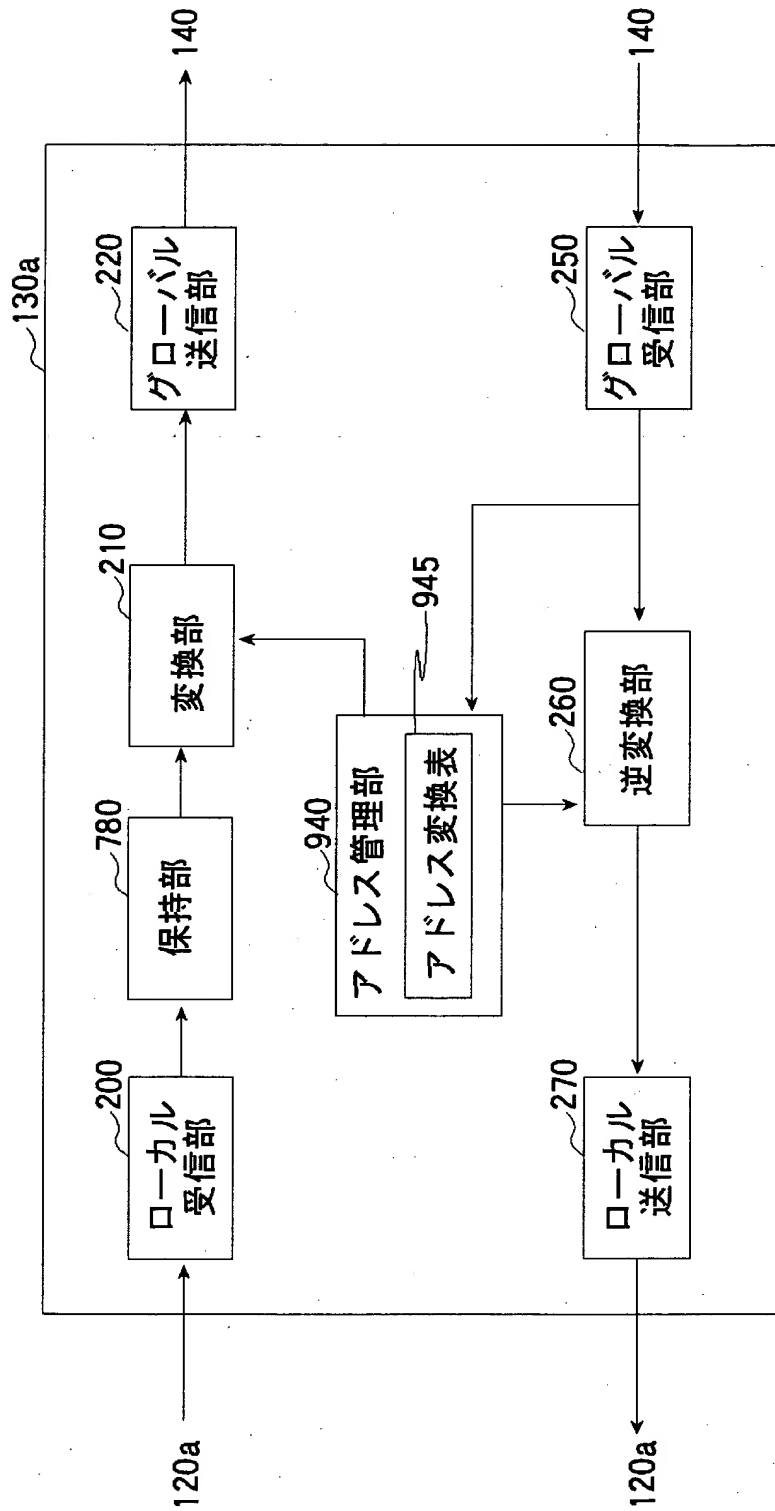 130a
120a
200
ローカル
受信部
780
保持部
210
変換部
220
グローバル
送信部
140
940
アドレス管理部
945
アドレス変換表
120a
270
ローカル
送信部
260
逆変換部
250
グローバル
受信部
140